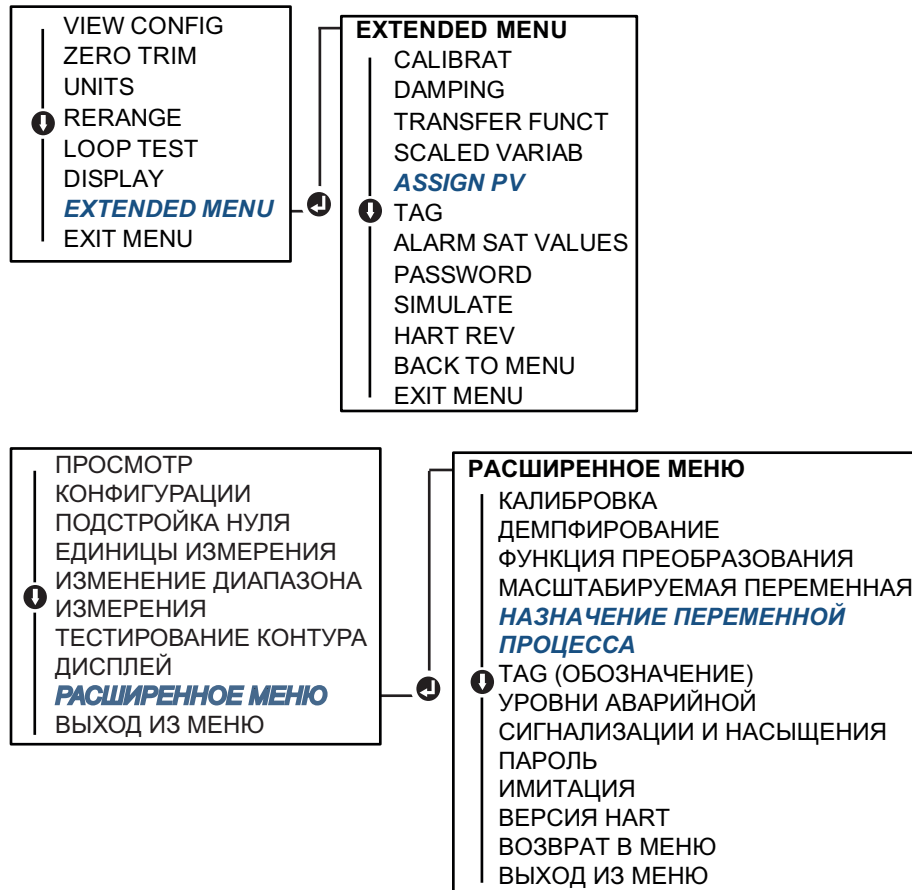 VIEW CONFIG
ZERO TRIM
UNITS
RERANGE
LOOP TEST
DISPLAY
EXTENDED MENU
EXIT MENU
EXTENDED MENU
CALIBRAT
DAMPING
TRANSFER FUNCT
SCALED VARIAB
ASSIGN PV
TAG
ALARM SAT VALUES
PASSWORD
SIMULATE
HART REV
BACK TO MENU
EXIT MENU
ПРОСМОТР
КОНФИГУРАЦИИ
ПОДСТРОЙКА НУЛЯ
ЕДИНИЦЫ ИЗМЕРЕНИЯ
ИЗМЕНЕНИЕ ДИАПАЗОНА
ИЗМЕРЕНИЯ
ТЕСТИРОВАНИЕ КОНТУРА
ДИСПЛЕЙ
РАСШИРЕННОЕ МЕНЮ
ВЫХОД ИЗ МЕНЮ
РАСШИРЕННОЕ МЕНЮ
КАЛИБРОВКА
ДЕМПФИРОВАНИЕ
ФУНКЦИЯ ПРЕОБРАЗОВАНИЯ
МАСШТАБИРУЕМАЯ ПЕРЕМЕННАЯ
НАЗНАЧЕНИЕ ПЕРЕМЕННОЙ
ПРОЦЕССА
TAG (ОБОЗНАЧЕНИЕ)
УРОВНИ АВАРИЙНОЙ
СИГНАЛИЗАЦИИ И НАСЫЩЕНИЯ
ПАРОЛЬ
ИМИТАЦИЯ
ВЕРСИЯ HART
ВОЗВРАТ В МЕНЮ
ВЫХОД ИЗ МЕНЮ